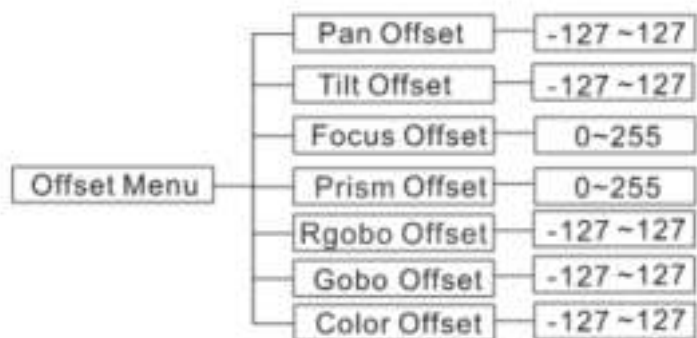 Pan Offset -127 ~127
Tilt Offset -127 ~127
Focus Offset 0~255
Offset Menu Prism Offset 0~255
Rgobo Offset -127 ~127
Gobo Offset -127 ~127
Color Offset -127 ~127